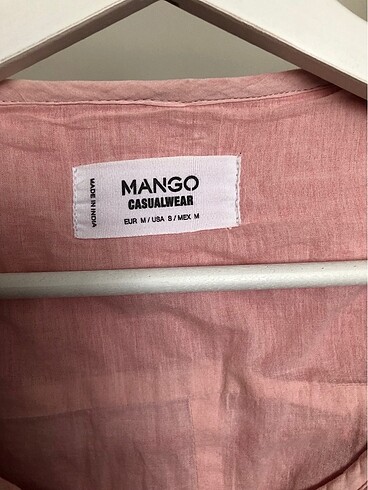 MANGO
CASUALWEAR
EUR M / USA S / MEX M
MADE IN INDIA